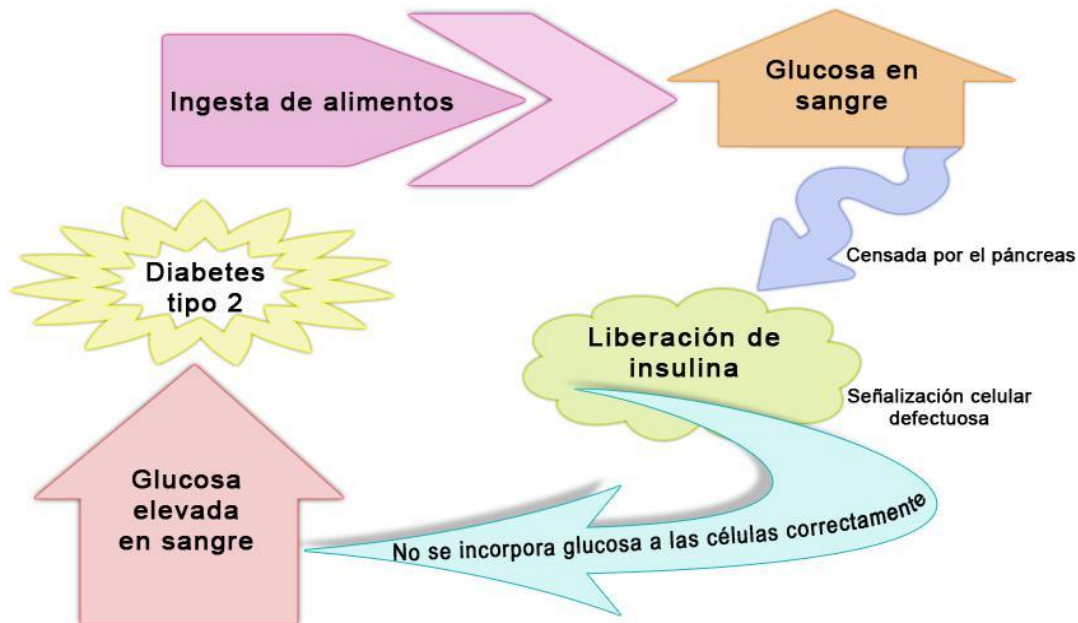 Ingesta de alimentos
Glucosa en
sangre
Censada por el páncreas
Liberación de
insulina
Señalización celular
defectuosa
No se incorpora glucosa a las células correctamente
Glucosa
elevada
en sangre
Diabetes
tipo 2